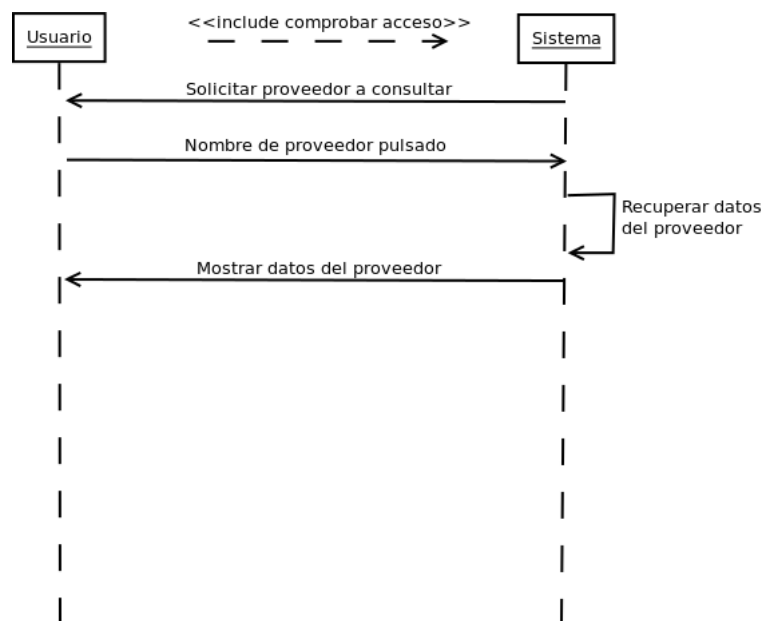 <<include comprobar acceso>>
Usuario
Sistema
Solicitar proveedor a consultar
Nombre de proveedor pulsado
Recuperar datos
del proveedor
Mostrar datos del proveedor